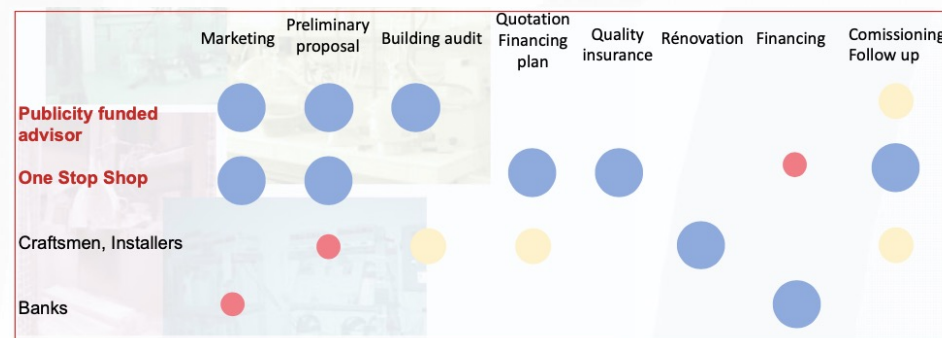 Marketing
Preliminary
proposal
Building audit
Quotation
Financing
plan
Quality
insurance
Rénovation
Financing
Comissioning
Follow up
Publicity funded
advisor
One Stop Shop
Craftsmen, Installers
Banks